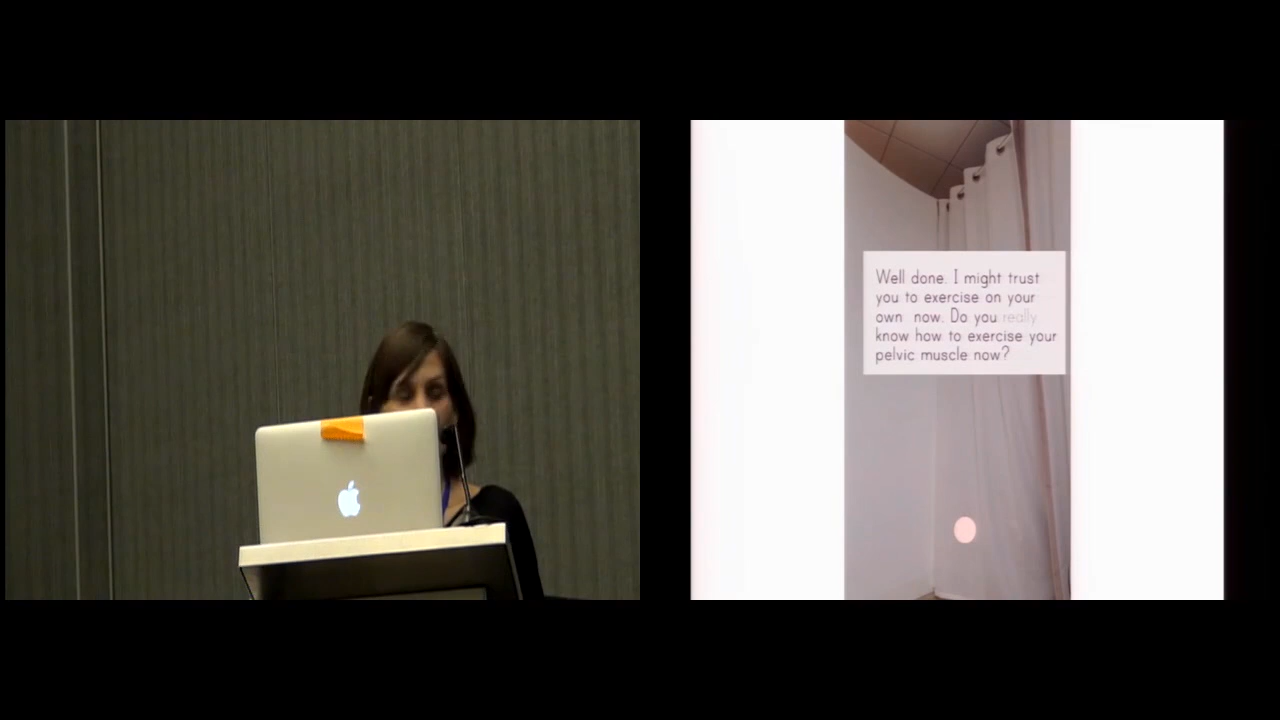 Well done. I might trust
you to exercise on your
own now. Do you really
know how to exercise your
pelvic muscle now?